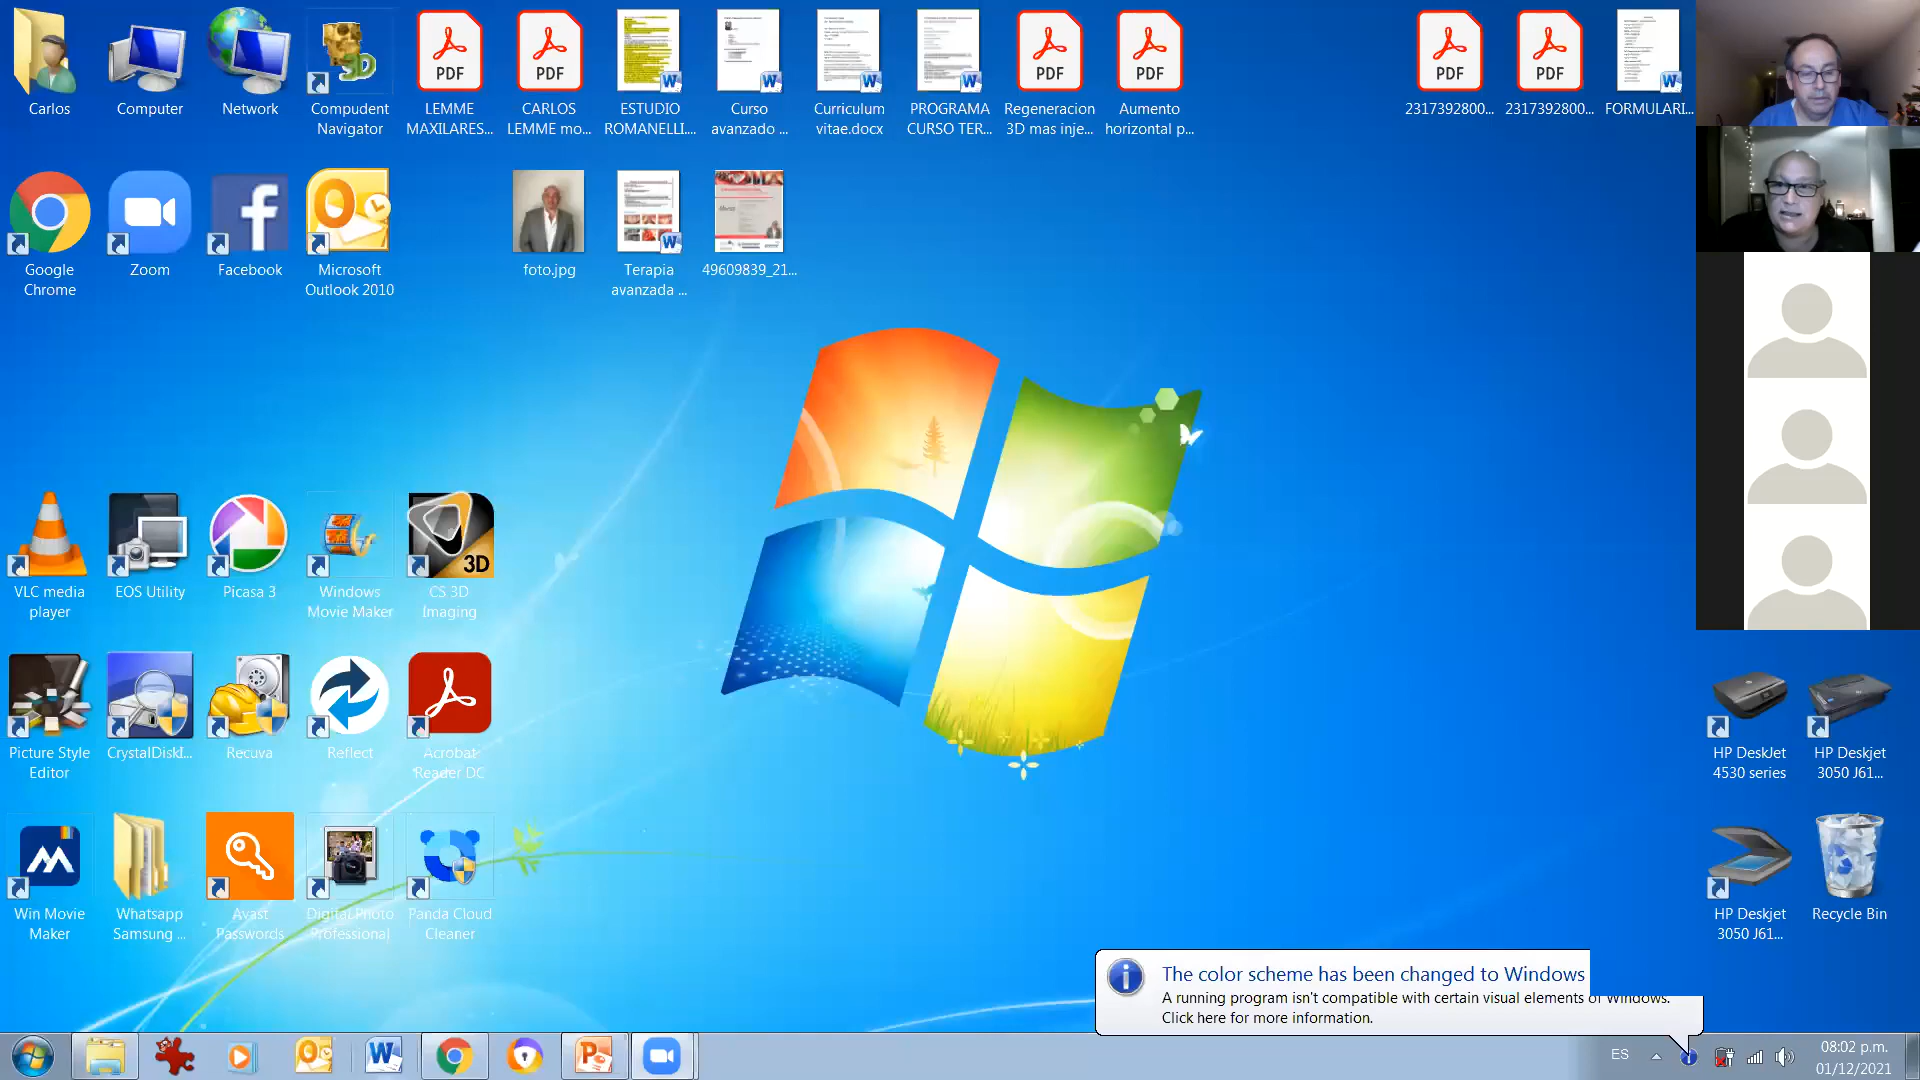 Carlos
Computer
Network
Compudent
Navigator
LEMME
MAXILARES...
CARLOS
LEMME mo...
ESTUDIO
ROMANELLI....
Curso
avanzado ...
Curriculum
vitae.docx
PROGRAMA
CURSO TER...
Regeneracion
3D mas inje...
Aumento
horizontal p...
2317392800...
2317392800...
FORMULARI...
PDF
PDF
PDF
PDF
PDF
PDF
3D
Google
Chrome
Zoom
Facebook
Microsoft
Outlook 2010
foto.jpg
Terapia
avanzada ...
49609839_21...
3D
VLC media
player
EOS Utility
Picasa 3
Windows
Movie Maker
CS 3D
Imaging
Picture Style
Editor
CrystalDiskI...
Recuva
Reflect
Acrobat
Reader DC
HP DeskJet
4530 series
HP Deskjet
3050 J61...
Win Movie
Maker
Whatsapp
Samsung ...
Avast
Passwords
Digital Photo
Professional
Panda Cloud
Cleaner
HP Deskjet
3050 J61...
Recycle Bin
The color scheme has been changed to Windows
A running program isn't compatible with certain visual elements of Windows.
Click here for more information.
ES
08:02 p.m.
01/12/2021